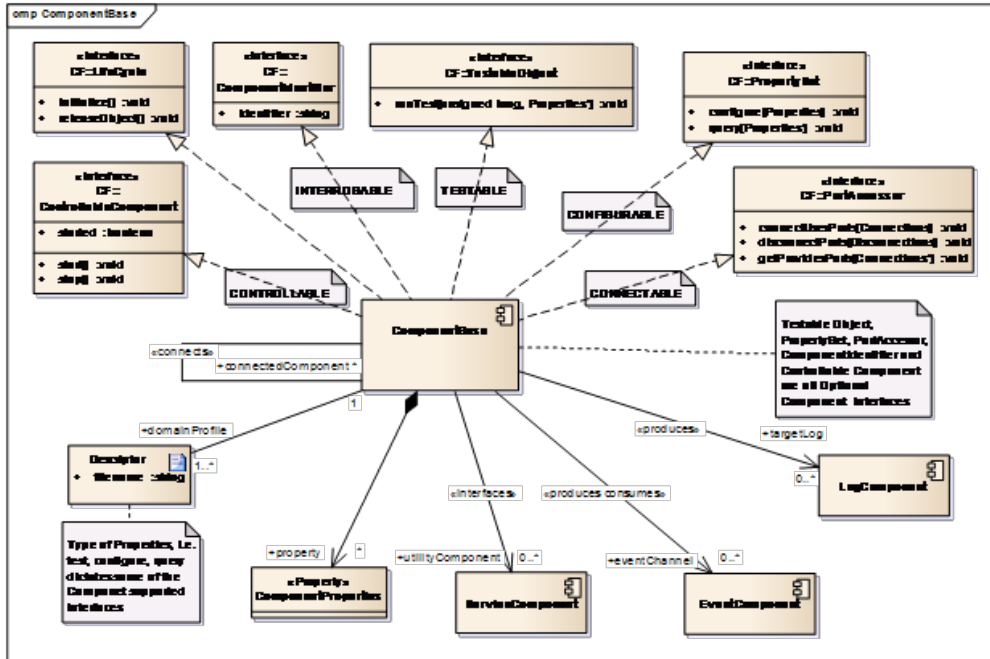 cmp ComponentBase
«interface»
CF::LifeCycle
initialize() :void
releaseObject() :void
«interface»
CF::
ComponentIdentifier
identifier :string
«interface»
CF::TestableObject
runTest(unsigned long, Properties*) :void
«interface»
CF::PropertySet
configure(Properties) :void
query(Properties) :void
«interface»
CF::
ControllableComponent
started :boolean
start() :void
stop() :void
«interface»
CF::PortAccessor
connectUsesPorts(Connections) :void
disconnectPorts(Disconnections) :void
getProvidesPorts(Connections*) :void
INTERROBABLE
TESTABLE
CONFIGURABLE
CONTROLLABLE
CONNECTABLE
ComponentBase
«connects»
+connectedComponent *
Testable Object,
PropertySet, PortAccessor,
ComponentIdentifier and
Controllable Component
are all Optional
Component Interfaces
1
+domainProfile
1..*
Descriptor
filename :string
Type of Properties, i.e.
test, configure, query
dictates some of the
Componet supported
interfaces
+property
*
«Property»
ComponentProperties
«interfaces»
+utilityComponent
0..*
ServiceComponent
«produces consumes»
+eventChannel
0..*
EventComponent
«produces»
+targetLog
0..*
LogComponent